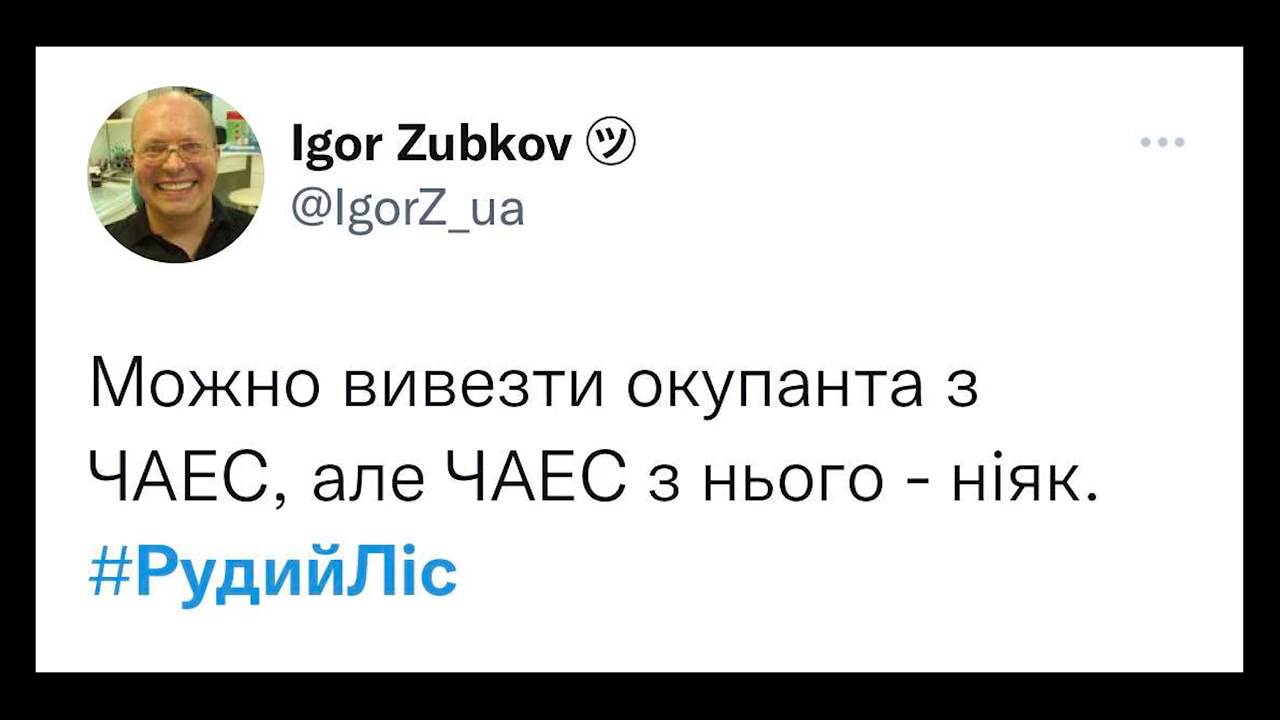 Igor Zubkov ツ
@IgorZ_ua
Можно вивезти окупанта з
ЧАЕС, але ЧАЕС з нього - ніяк.
#РудийЛіс